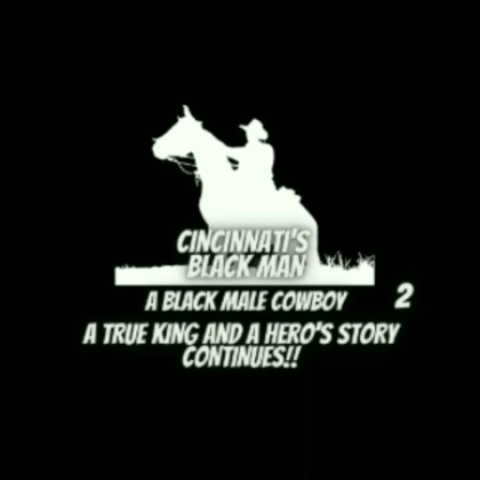 CINCINNATI'S
BLACK MAN
A BLACK MALE COWBOY 2
A TRUE KING AND A HERO'S STORY
CONTINUES!!